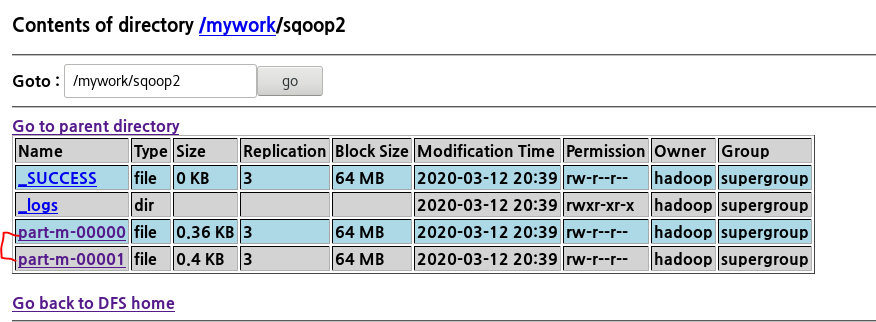 Contents of directory /mywork/sqoop2
Goto : /mywork/sqoop2 go
Go to parent directory
Name Type Size Replication Block Size Modification Time Permission Owner Group
_SUCCESS file 0 KB 3 64 MB 2020-03-12 20:39 rw-r--r-- hadoop supergroup
_logs dir 2020-03-12 20:39 rwxr-xr-x hadoop supergroup
part-m-00000 file 0.36 KB 3 64 MB 2020-03-12 20:39 rw-r--r-- hadoop supergroup
part-m-00001 file 0.4 KB 3 64 MB 2020-03-12 20:39 rw-r--r-- hadoop supergroup
Go back to DFS home